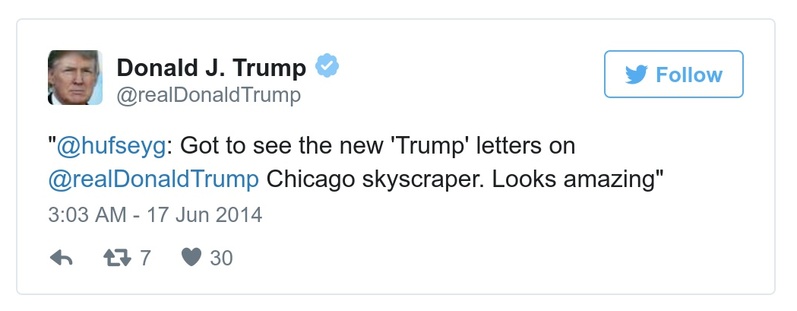 Donald J. Trump
Follow
@realDonaldTrump
"@hufseyg: Got to see the new 'Trump' letters on
@realDonaldTrump Chicago skyscraper. Looks amazing"
3:03 AM - 17 Jun 2014
7 30